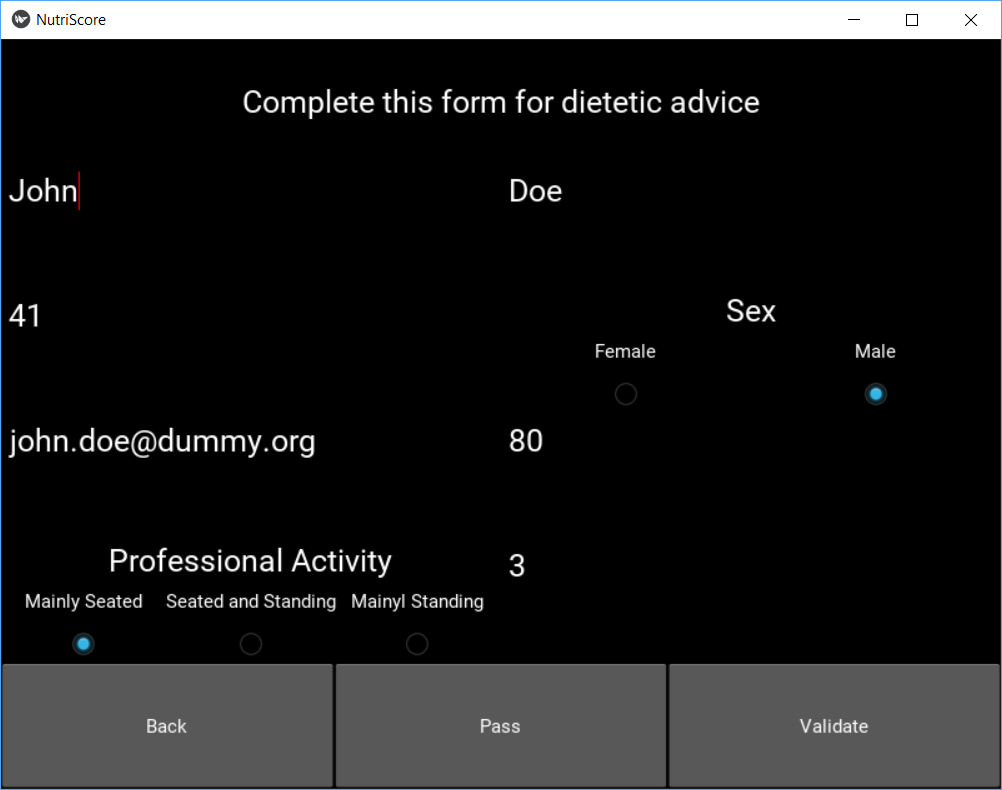 NutriScore
Complete this form for dietetic advice
John Doe
41
Sex
Female Male
john.doe@dummy.org 80
Professional Activity 3
Mainly Seated Seated and Standing Mainyl Standing
Back Pass Validate